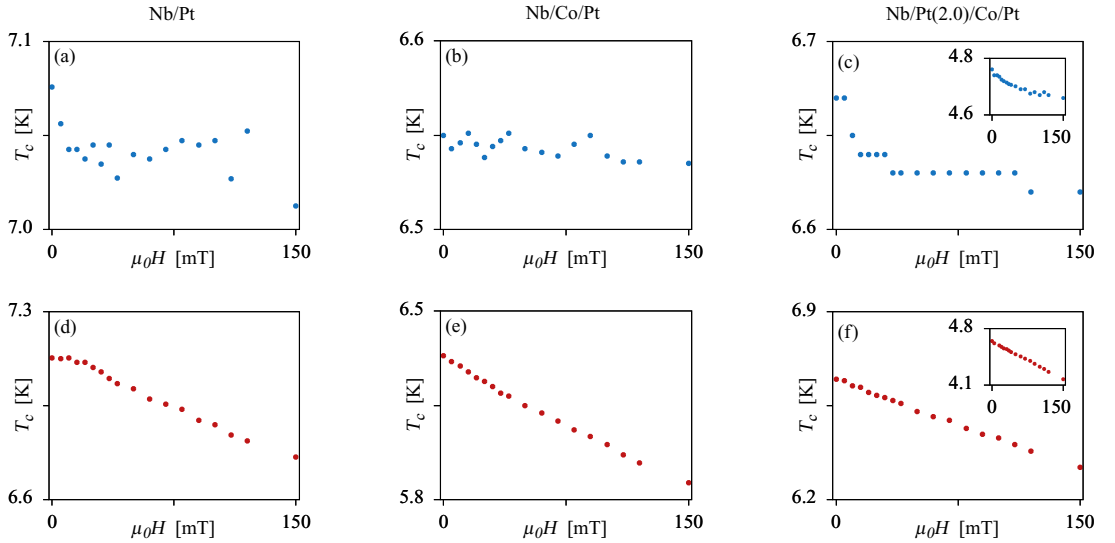 Nb/Pt
Nb/Co/Pt
Nb/Pt(2.0)/Co/Pt
(a)
7.1
7.0
T_c [K]
0
150
μ_0H [mT]
(b)
6.6
6.5
T_c [K]
0
150
μ_0H [mT]
(c)
6.7
6.6
T_c [K]
0
150
μ_0H [mT]
4.8
4.6
0
150
(d)
7.3
6.6
T_c [K]
0
150
μ_0H [mT]
(e)
6.5
5.8
T_c [K]
0
150
μ_0H [mT]
(f)
6.9
6.2
T_c [K]
0
150
μ_0H [mT]
4.8
4.1
0
150